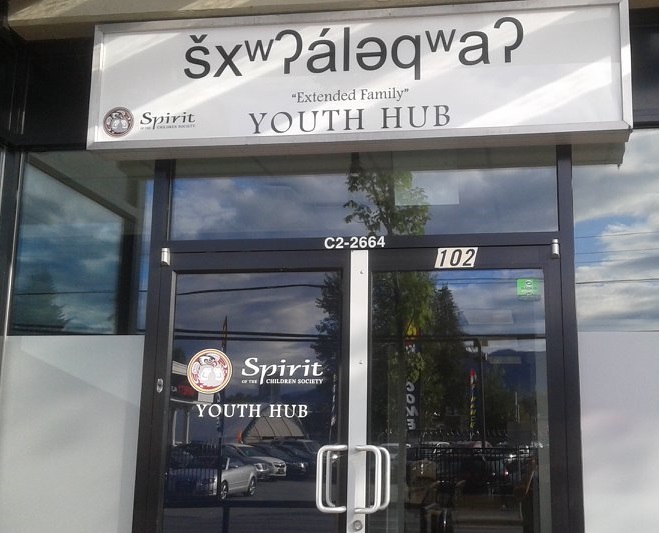 šxʷʔáləqʷaʔ
"Extended Family"
YOUTH HUB
Spirit
OF THE CHILDREN SOCIETY
C2-2664
102
Spirit
OF THE CHILDREN SOCIETY
YOUTH HUB